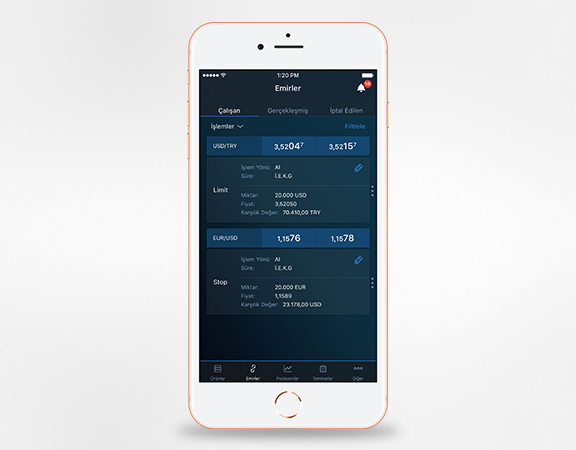 1:20 PM
Emirler
14
Çalışan Gerçekleşmiş İptal Edilen
İşlemler Filtrele
USD/TRY 3,5204⁷ 3,5215⁷
İşlem Yönü: Al
Süre: İ.E.K.G
Limit
Miktar: 20.000 USD
Fiyat: 3,52050
Karşılık Değer: 70.410,00 TRY
EUR/USD 1,1576 1,1578
İşlem Yönü: Al
Süre: İ.E.K.G
Stop
Miktar: 20.000 EUR
Fiyat: 1,1589
Karşılık Değer: 23.178,00 USD
Ürünler Emirler Pozisyonlar Teminatlar Diğer